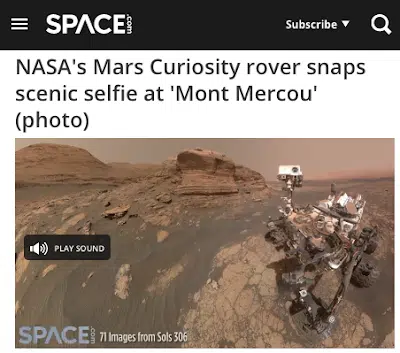 SPACE.com
Subscribe
NASA's Mars Curiosity rover snaps
scenic selfie at 'Mont Mercou'
(photo)
PLAY SOUND
SPACE.com 71 Images from Sols 306